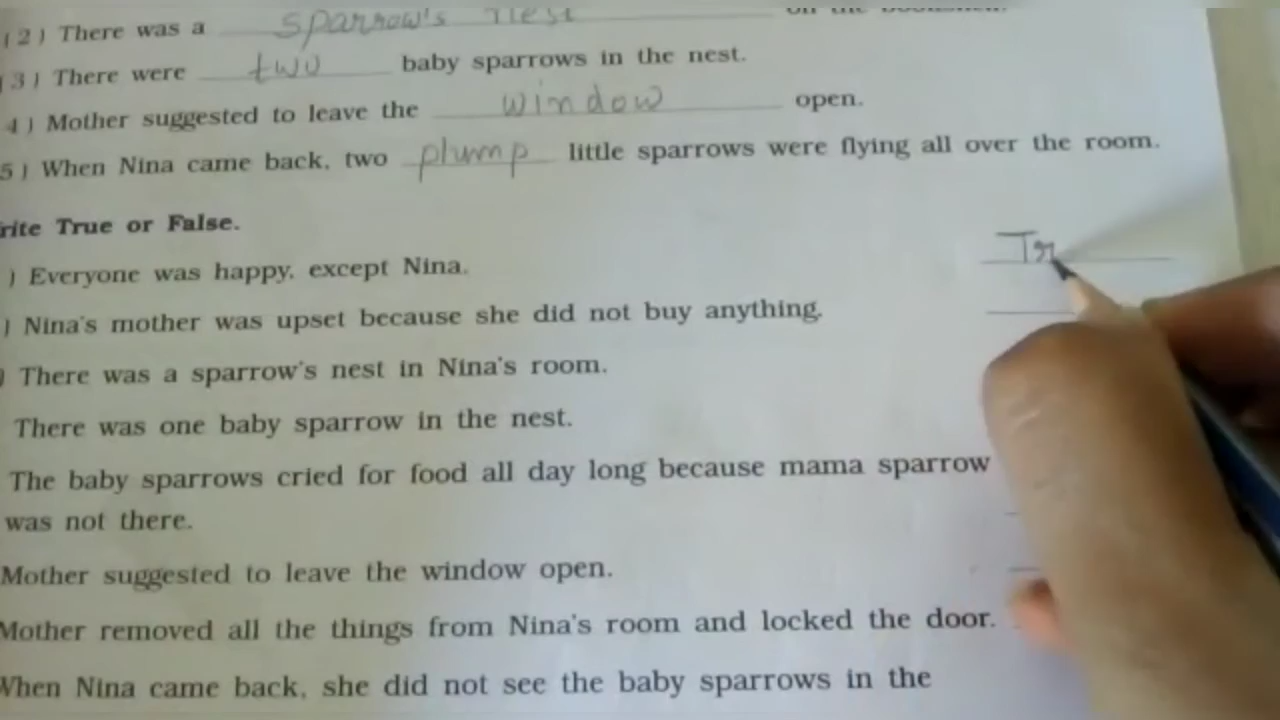 (2) There was a sparrow's nest on the bookshelf.
(3) There were two baby sparrows in the nest.
4) Mother suggested to leave the window open.
5) When Nina came back, two plump little sparrows were flying all over the room.
rite True or False.
) Everyone was happy, except Nina. Tr
) Nina's mother was upset because she did not buy anything.
) There was a sparrow's nest in Nina's room.
There was one baby sparrow in the nest.
The baby sparrows cried for food all day long because mama sparrow
was not there.
Mother suggested to leave the window open.
Mother removed all the things from Nina's room and locked the door.
When Nina came back, she did not see the baby sparrows in the